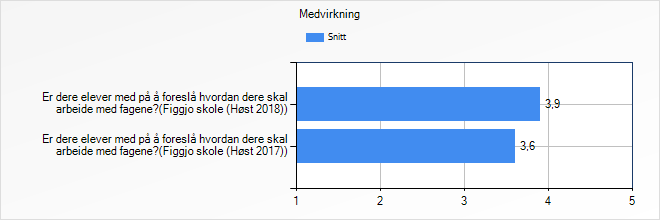 Medvirkning
Snitt
Er dere elever med på å foreslå hvordan dere skal
arbeide med fagene?(Figgjo skole (Høst 2018))
3,9
Er dere elever med på å foreslå hvordan dere skal
arbeide med fagene?(Figgjo skole (Høst 2017))
3,6
1 2 3 4 5